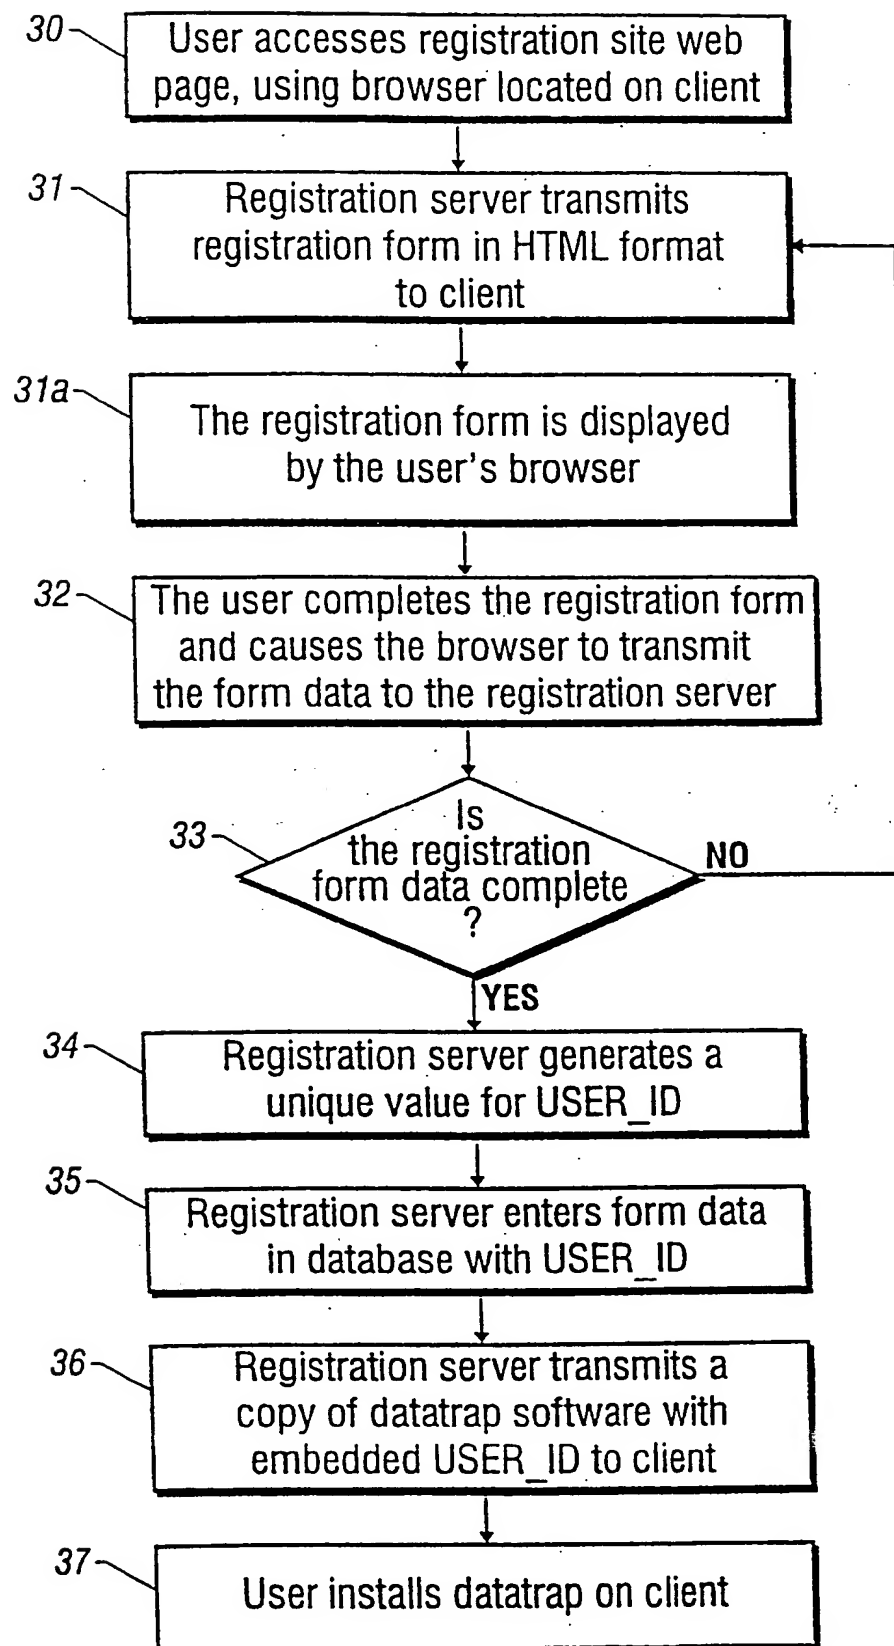 30
User accesses registration site web
page, using browser located on client
31
Registration server transmits
registration form in HTML format
to client
31a
The registration form is displayed
by the user's browser
32
The user completes the registration form
and causes the browser to transmit
the form data to the registration server
33
Is
the registration
form data complete
?
NO
YES
34
Registration server generates a
unique value for USER_ID
35
Registration server enters form data
in database with USER_ID
36
Registration server transmits a
copy of datatrap software with
embedded USER_ID to client
37
User installs datatrap on client